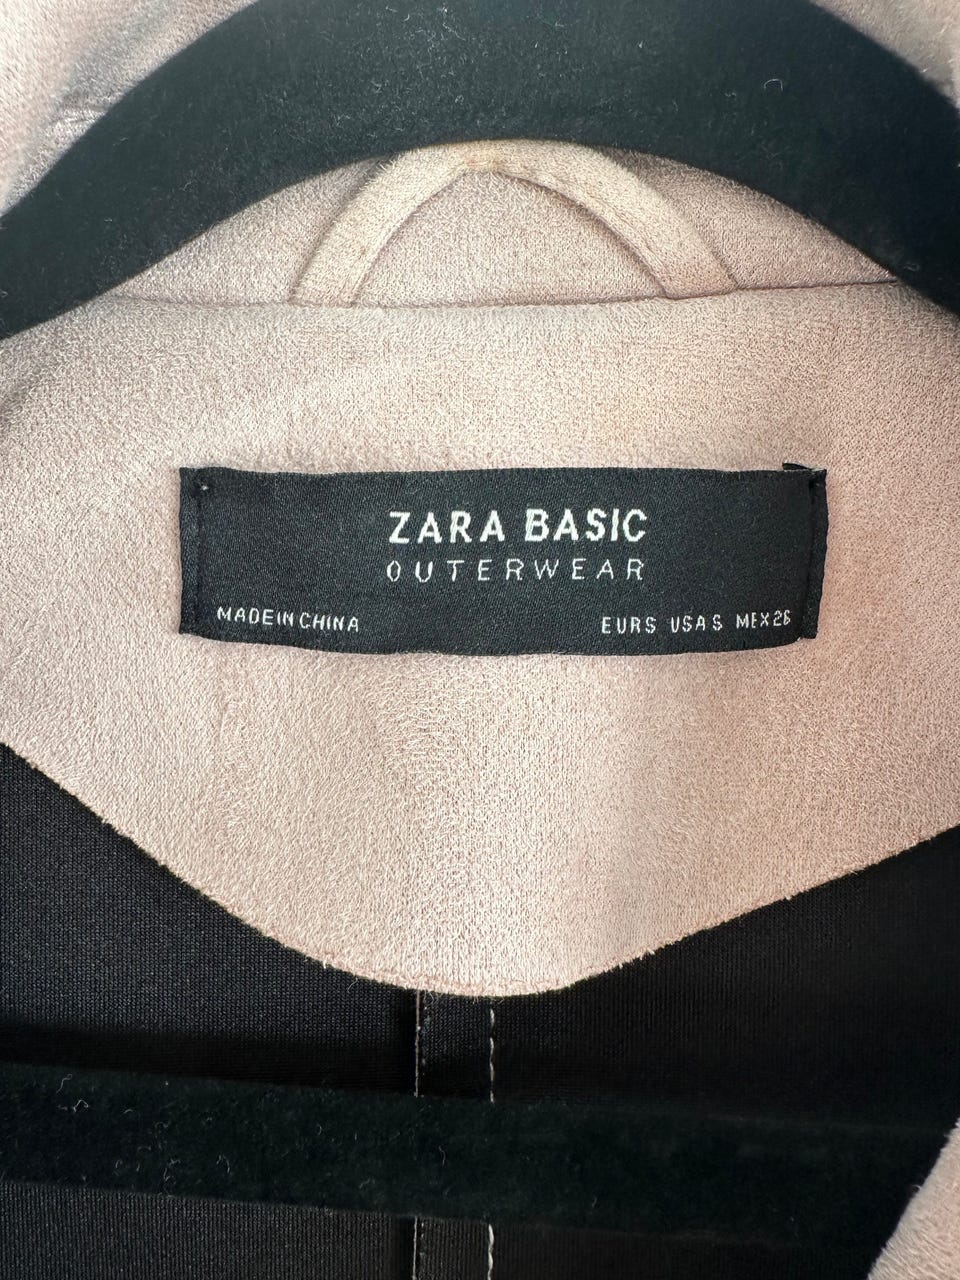 ZARA BASIC
OUTERWEAR
MADE IN CHINA
EUR S USA S MEX 26